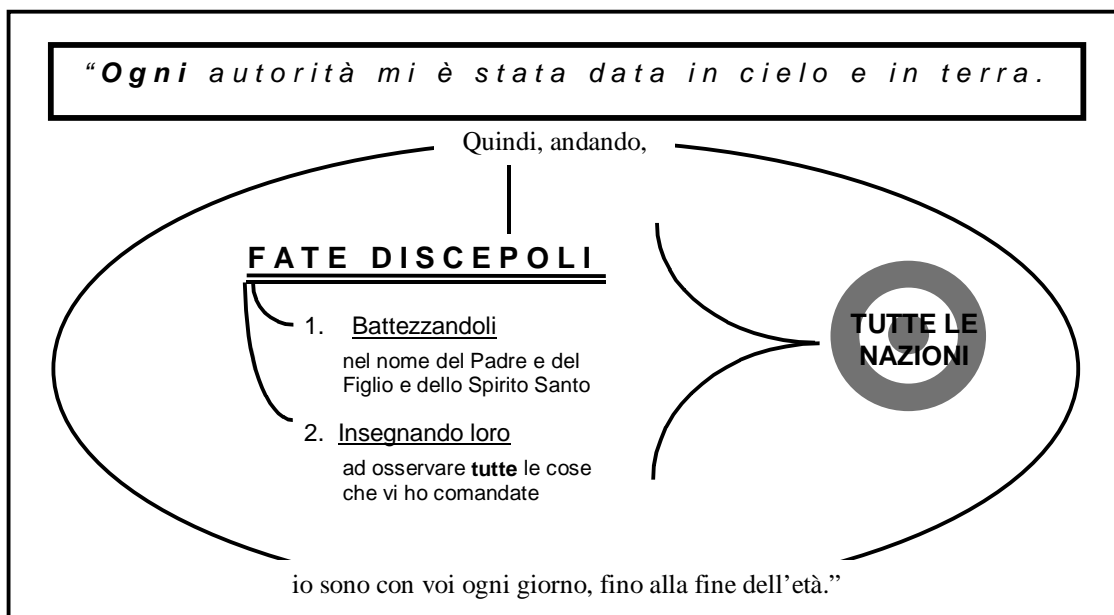 “Ogni autorità mi è stata data in cielo e in terra.
Quindi, andando,
FATE DISCEPOLI
1. Battezzandoli
nel nome del Padre e del
Figlio e dello Spirito Santo
2. Insegnando loro
ad osservare tutte le cose
che vi ho comandate
TUTTE LE
NAZIONI
io sono con voi ogni giorno, fino alla fine dell’età.”